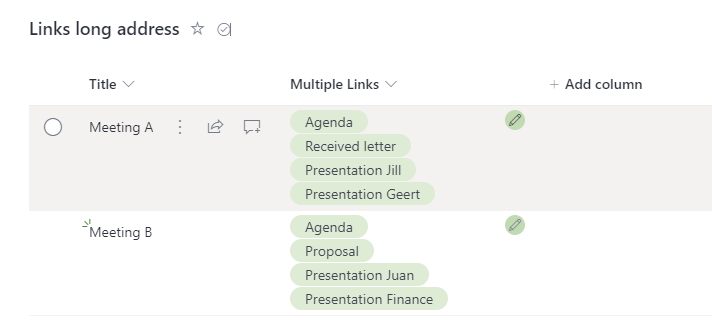 Links long address
Title Multiple Links + Add column
Meeting A Agenda
Received letter
Presentation Jill
Presentation Geert
Meeting B Agenda
Proposal
Presentation Juan
Presentation Finance